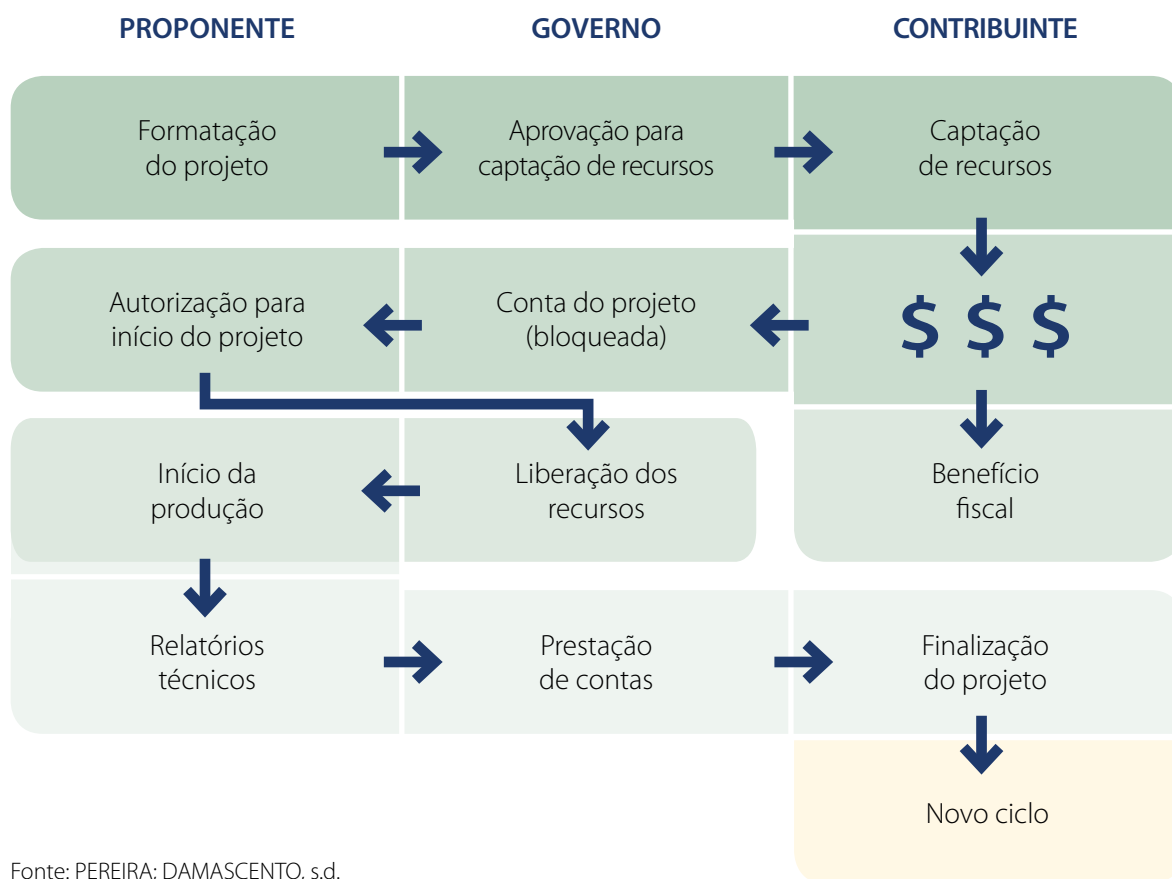 PROPONENTE
GOVERNO
CONTRIBUINTE
Formatação
do projeto
Aprovação para
captação de recursos
Captação
de recursos
Autorização para
início do projeto
Conta do projeto
(bloqueada)
$ $ $
Início da
produção
Liberação dos
recursos
Benefício
fiscal
Relatórios
técnicos
Prestação
de contas
Finalização
do projeto
Novo ciclo
Fonte: PEREIRA; DAMASCENTO, s.d.